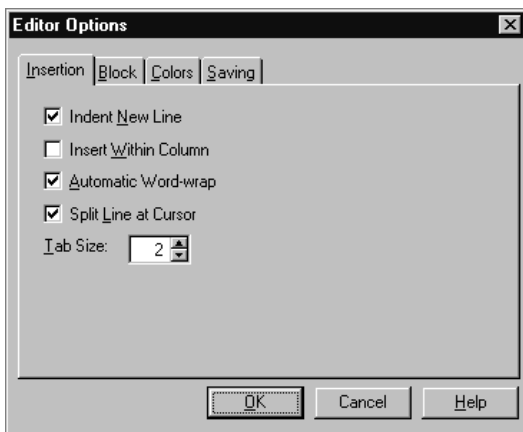 Editor Options
Insertion Block Colors Saving
Indent New Line
Insert Within Column
Automatic Word-wrap
Split Line at Cursor
Tab Size: 2
OK Cancel Help